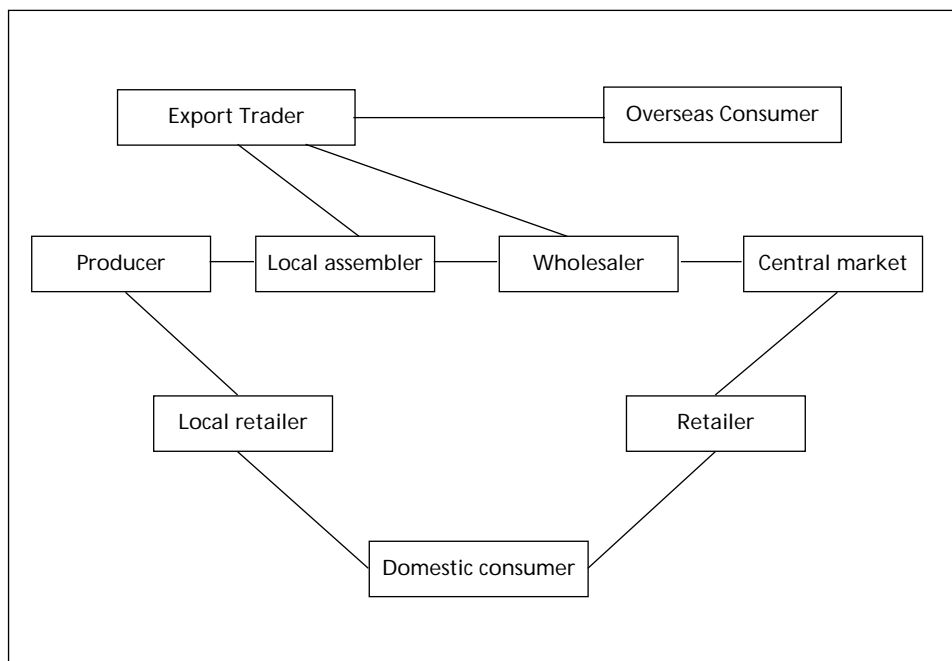 Export Trader
Overseas Consumer
Producer
Local assembler
Wholesaler
Central market
Local retailer
Retailer
Domestic consumer